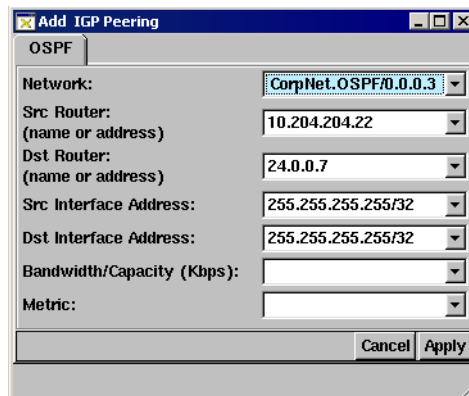 Add IGP Peering
OSPF
Network: CorpNet.OSPF/0.0.0.3
Src Router:
(name or address) 10.204.204.22
Dst Router:
(name or address) 24.0.0.7
Src Interface Address: 255.255.255.255/32
Dst Interface Address: 255.255.255.255/32
Bandwidth/Capacity (Kbps):
Metric:
Cancel Apply